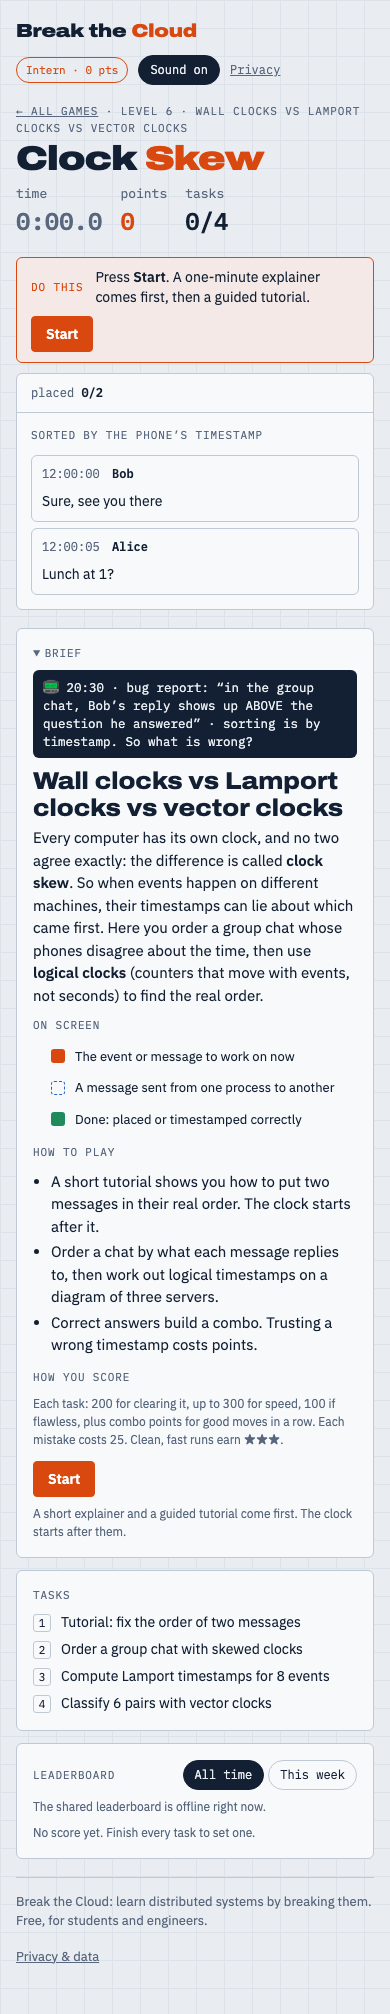 Break the Cloud
Intern · 0 pts
Sound on
Privacy
← ALL GAMES · LEVEL 6 · WALL CLOCKS VS LAMPORT
CLOCKS VS VECTOR CLOCKS
Clock Skew
time points tasks
0:00.0 0 0/4
DO THIS
Press Start. A one-minute explainer
comes first, then a guided tutorial.
Start
placed 0/2
SORTED BY THE PHONE’S TIMESTAMP
12:00:00 Bob
Sure, see you there
12:00:05 Alice
Lunch at 1?
▼ BRIEF
📟 20:30 · bug report: “in the group
chat, Bob’s reply shows up ABOVE the
question he answered” · sorting is by
timestamp. So what is wrong?
Wall clocks vs Lamport
clocks vs vector clocks
Every computer has its own clock, and no two
agree exactly: the difference is called clock
skew. So when events happen on different
machines, their timestamps can lie about which
came first. Here you order a group chat whose
phones disagree about the time, then use
logical clocks (counters that move with events,
not seconds) to find the real order.
ON SCREEN
The event or message to work on now
A message sent from one process to another
Done: placed or timestamped correctly
HOW TO PLAY
• A short tutorial shows you how to put two
messages in their real order. The clock starts
after it.
• Order a chat by what each message replies
to, then work out logical timestamps on a
diagram of three servers.
• Correct answers build a combo. Trusting a
wrong timestamp costs points.
HOW YOU SCORE
Each task: 200 for clearing it, up to 300 for speed, 100 if
flawless, plus combo points for good moves in a row. Each
mistake costs 25. Clean, fast runs earn ★★★.
Start
A short explainer and a guided tutorial come first. The clock
starts after them.
TASKS
1 Tutorial: fix the order of two messages
2 Order a group chat with skewed clocks
3 Compute Lamport timestamps for 8 events
4 Classify 6 pairs with vector clocks
LEADERBOARD
All time
This week
The shared leaderboard is offline right now.
No score yet. Finish every task to set one.
Break the Cloud: learn distributed systems by breaking them.
Free, for students and engineers.
Privacy & data